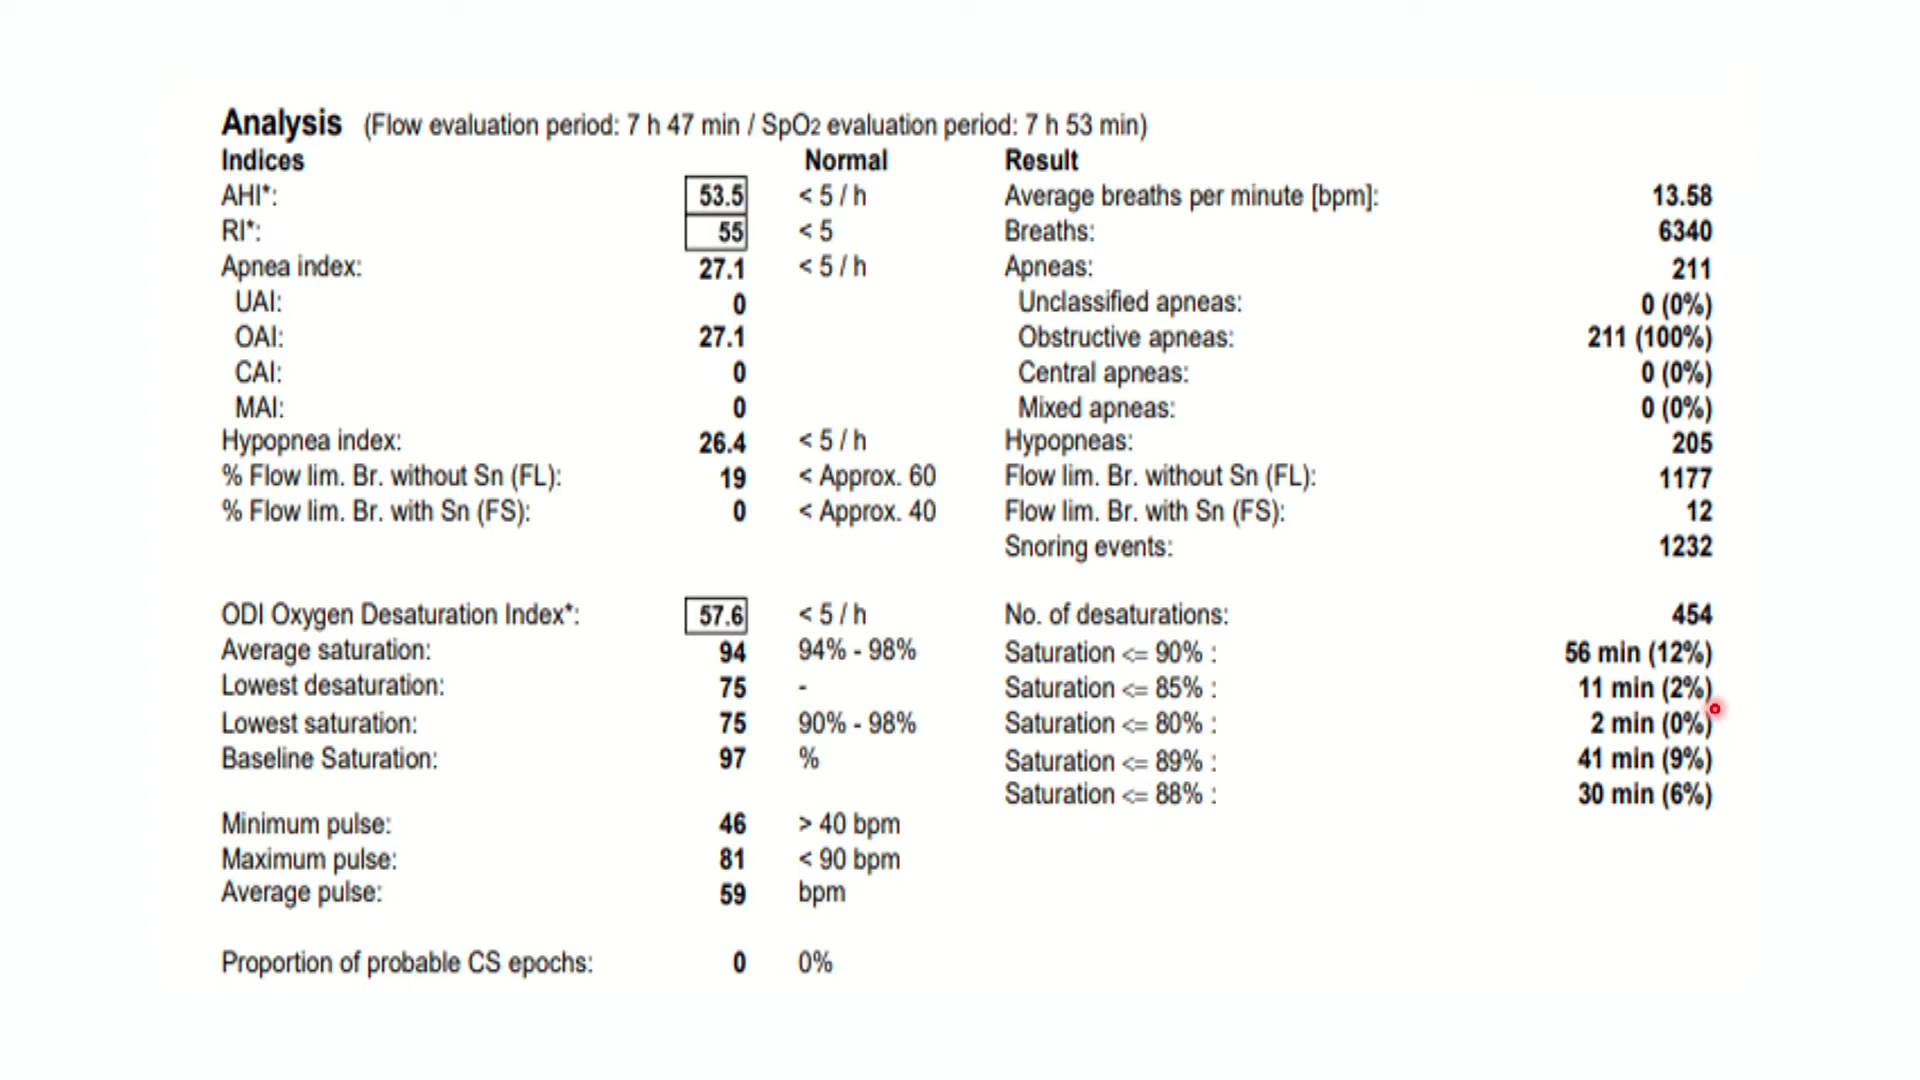 Analysis (Flow evaluation period: 7 h 47 min / SpO2 evaluation period: 7 h 53 min)
Indices Normal Result
AHI*: 53.5 < 5 / h Average breaths per minute [bpm]: 13.58
RI*: 55 < 5 Breaths: 6340
Apnea index: 27.1 < 5 / h Apneas: 211
UAI: 0 Unclassified apneas: 0 (0%)
OAI: 27.1 Obstructive apneas: 211 (100%)
CAI: 0 Central apneas: 0 (0%)
MAI: 0 Mixed apneas: 0 (0%)
Hypopnea index: 26.4 < 5 / h Hypopneas: 205
% Flow lim. Br. without Sn (FL): 19 < Approx. 60 Flow lim. Br. without Sn (FL): 1177
% Flow lim. Br. with Sn (FS): 0 < Approx. 40 Flow lim. Br. with Sn (FS): 12
Snoring events: 1232
ODI Oxygen Desaturation Index*: 57.6 < 5 / h No. of desaturations: 454
Average saturation: 94 94% - 98% Saturation <= 90% : 56 min (12%)
Lowest desaturation: 75 - Saturation <= 85% : 11 min (2%)
Lowest saturation: 75 90% - 98% Saturation <= 80% : 2 min (0%)
Baseline Saturation: 97 % Saturation <= 89% : 41 min (9%)
Saturation <= 88% : 30 min (6%)
Minimum pulse: 46 > 40 bpm
Maximum pulse: 81 < 90 bpm
Average pulse: 59 bpm
Proportion of probable CS epochs: 0 0%